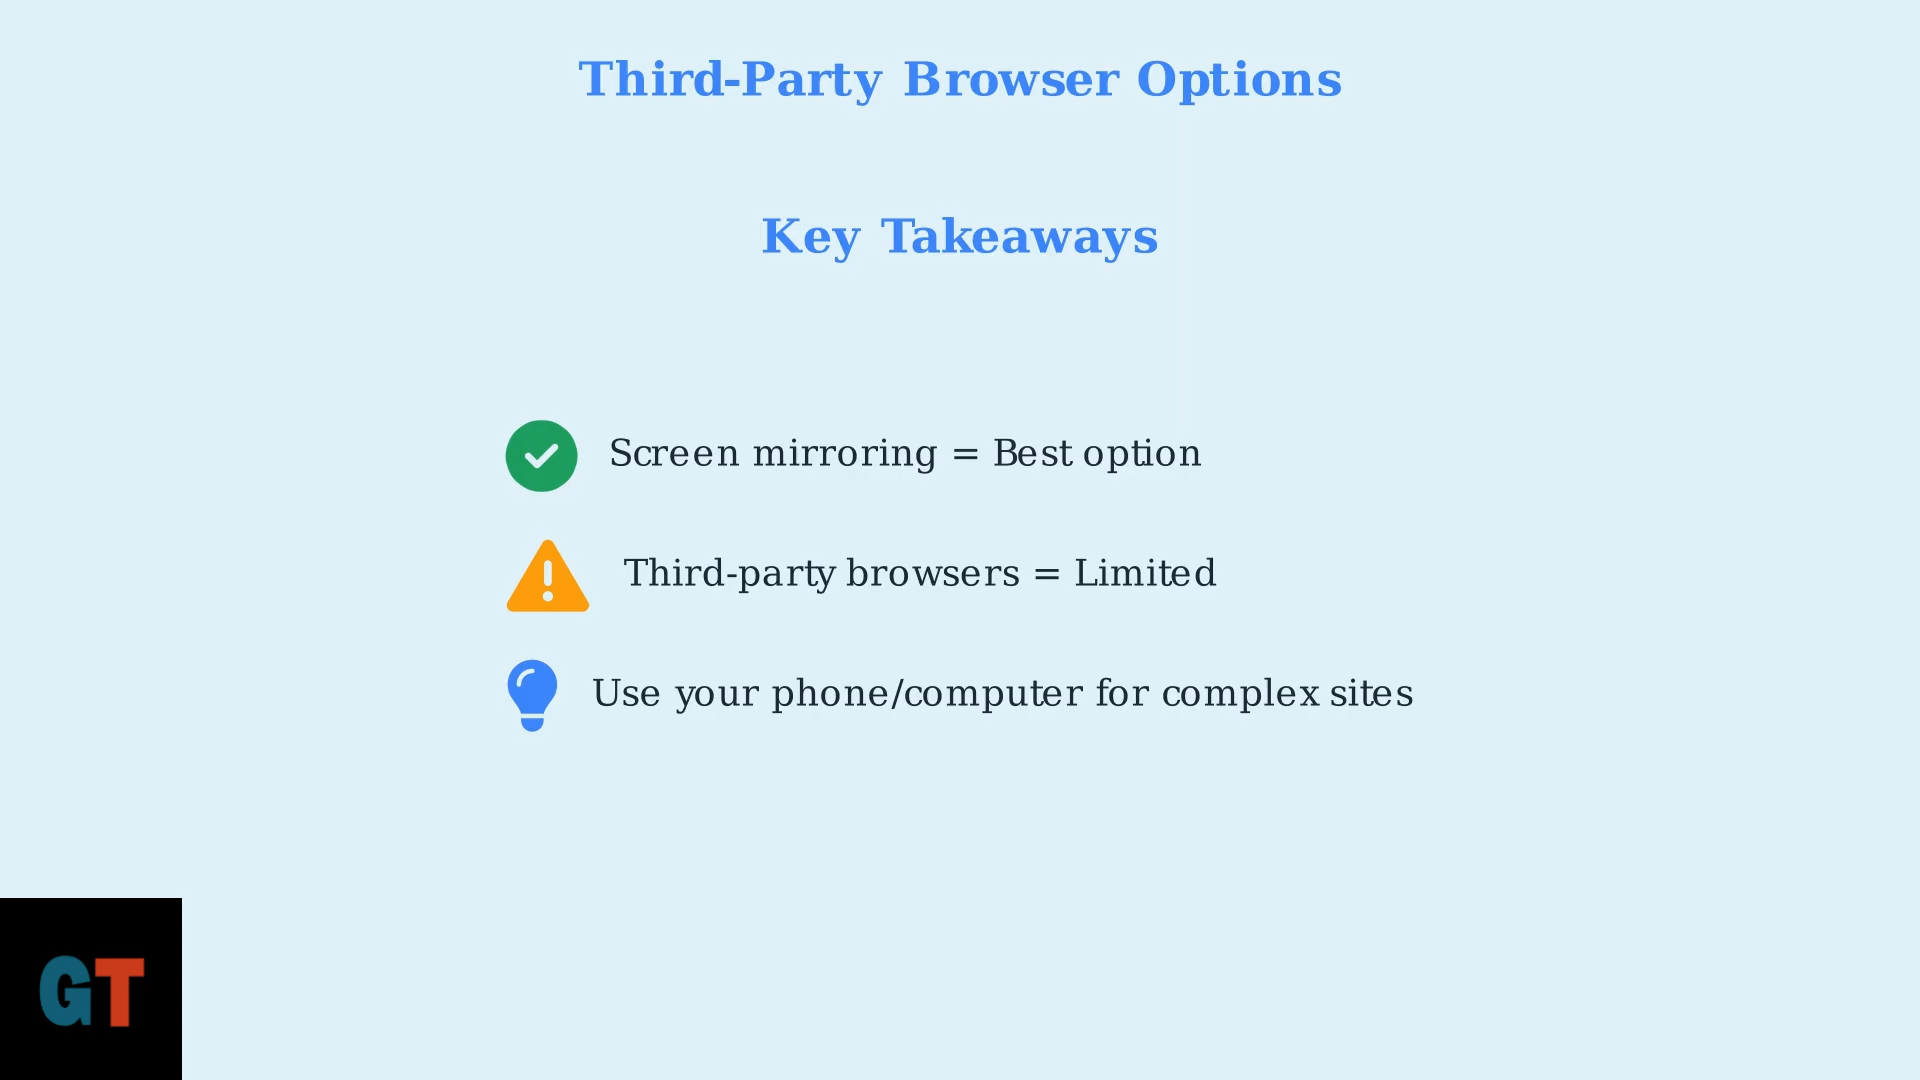 Third-Party Browser Options
Key Takeaways
Screen mirroring = Best option
Third-party browsers = Limited
Use your phone/computer for complex sites
GT